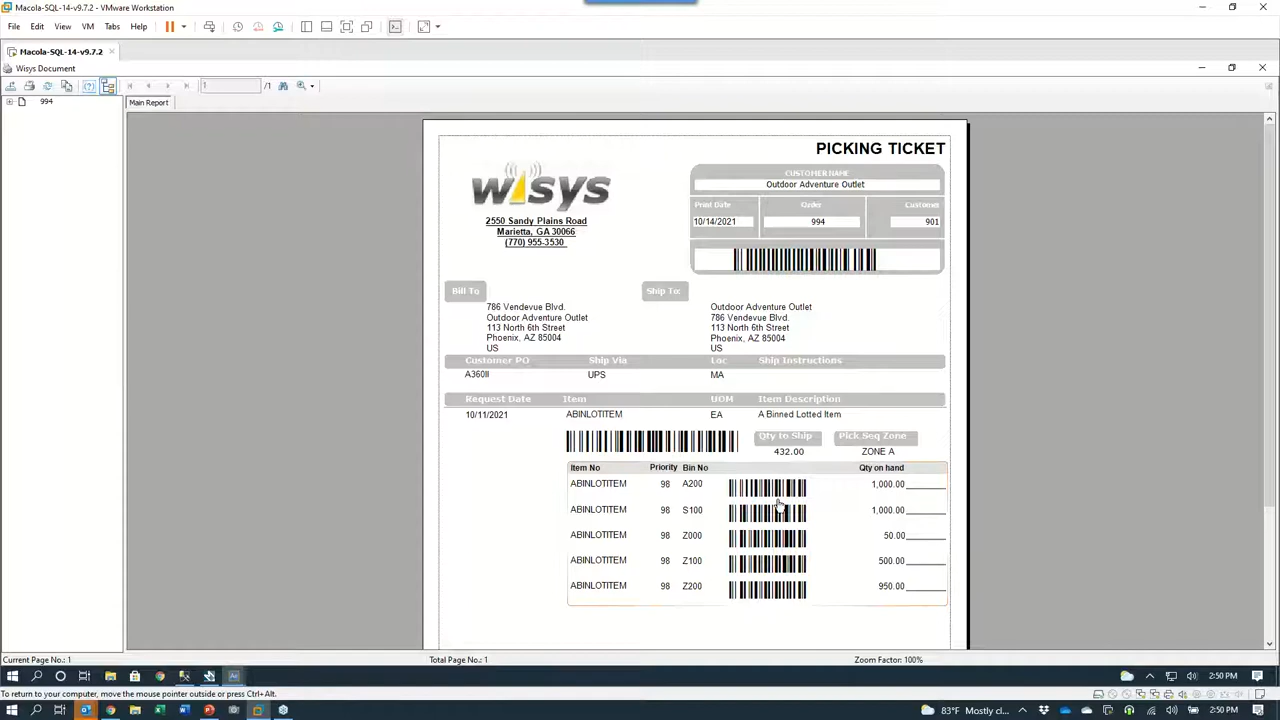 Macola-SQL-14-v9.7.2 - VMware Workstation
File Edit View VM Tabs Help
Macola-SQL-14-v9.7.2
Wisys Document
1 /1
994
Main Report
PICKING TICKET
wisys
2550 Sandy Plains Road
Marietta, GA 30066
(770) 955-3530
CUSTOMER NAME
Outdoor Adventure Outlet
Print Date Order Customer
10/14/2021 994 901
Bill To
786 Vendevue Blvd.
Outdoor Adventure Outlet
113 North 6th Street
Phoenix, AZ 85004
US
Ship To:
Outdoor Adventure Outlet
786 Vendevue Blvd.
113 North 6th Street
Phoenix, AZ 85004
US
Customer PO Ship Via Loc Ship Instructions
A360II UPS MA
Request Date Item UOM Item Description
10/11/2021 ABINLOTITEM EA A Binned Lotted Item
Qty to Ship Pick Seq Zone
432.00 ZONE A
Item No Priority Bin No Qty on hand
ABINLOTITEM 98 A200 1,000.00
ABINLOTITEM 98 S100 1,000.00
ABINLOTITEM 98 Z000 50.00
ABINLOTITEM 98 Z100 500.00
ABINLOTITEM 98 Z200 950.00
Current Page No.: 1 Total Page No.: 1 Zoom Factor: 100%
2:50 PM
To return to your computer, move the mouse pointer outside or press Ctrl+Alt.
83°F Mostly cl... 2:50 PM